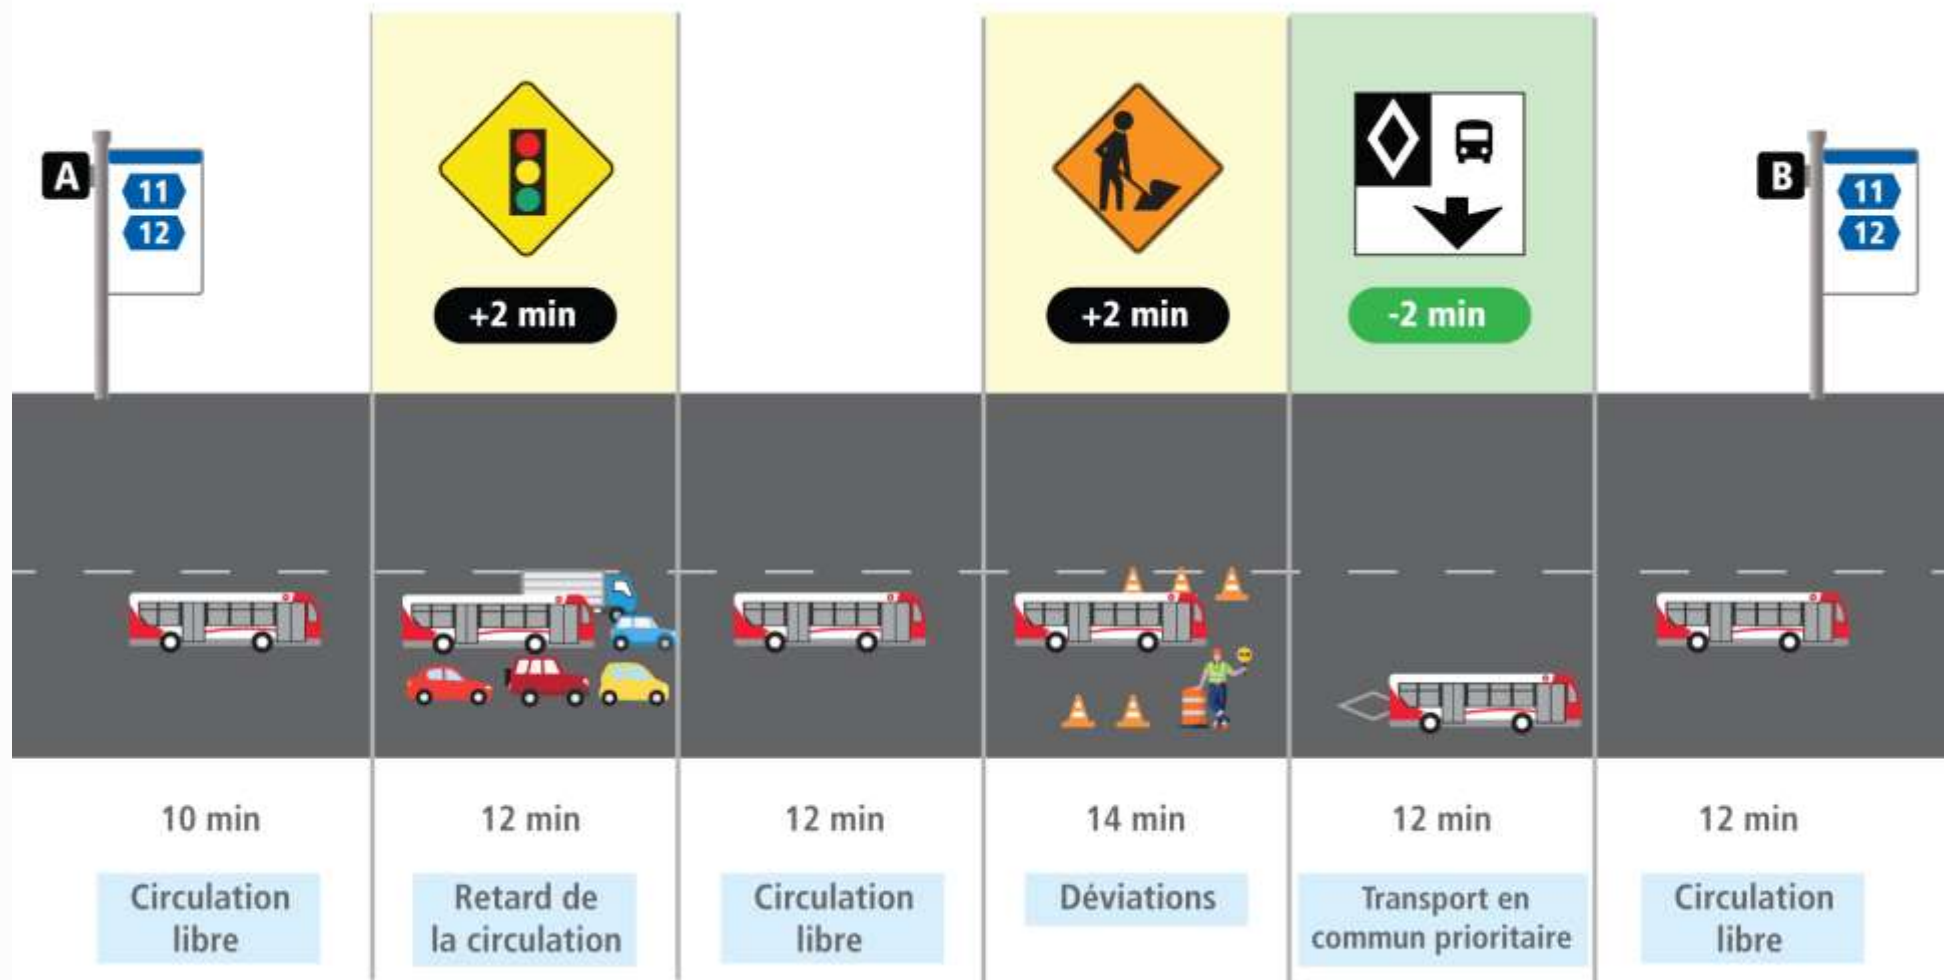 A
11
12
+2 min
+2 min
-2 min
B
11
12
10 min
12 min
12 min
14 min
12 min
12 min
Circulation
libre
Retard de
la circulation
Circulation
libre
Déviations
Transport en
commun prioritaire
Circulation
libre